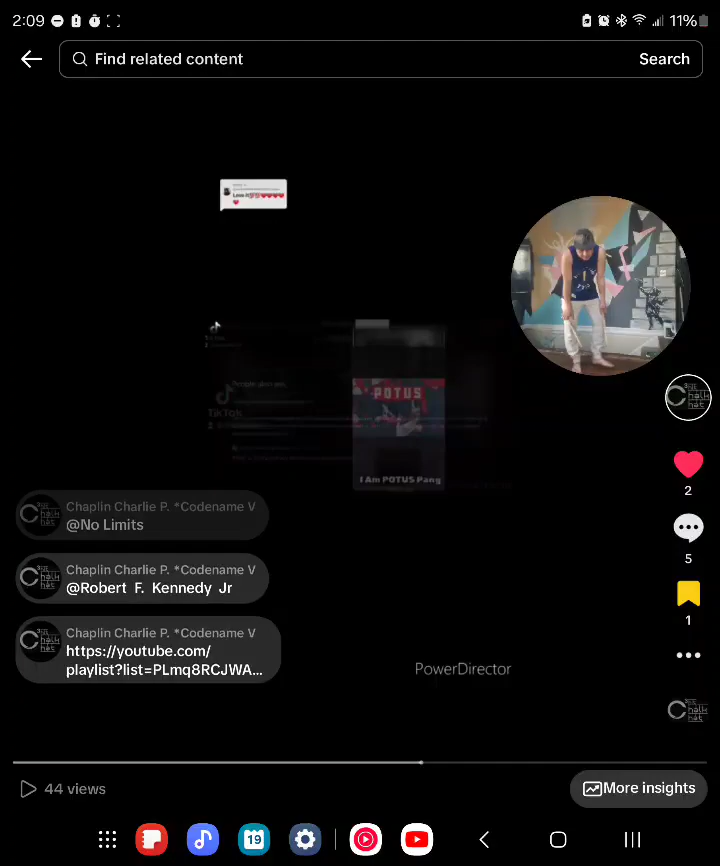 2:09
11%
Find related content
Search
POTUS
TikTok
I Am POTUS Pang
2
5
1
Chaplin Charlie P. *Codename V
@No Limits
Chaplin Charlie P. *Codename V
@Robert F. Kennedy Jr
Chaplin Charlie P. *Codename V
https://youtube.com/
playlist?list=PLmq8RCJWA...
PowerDirector
44 views
More insights
19